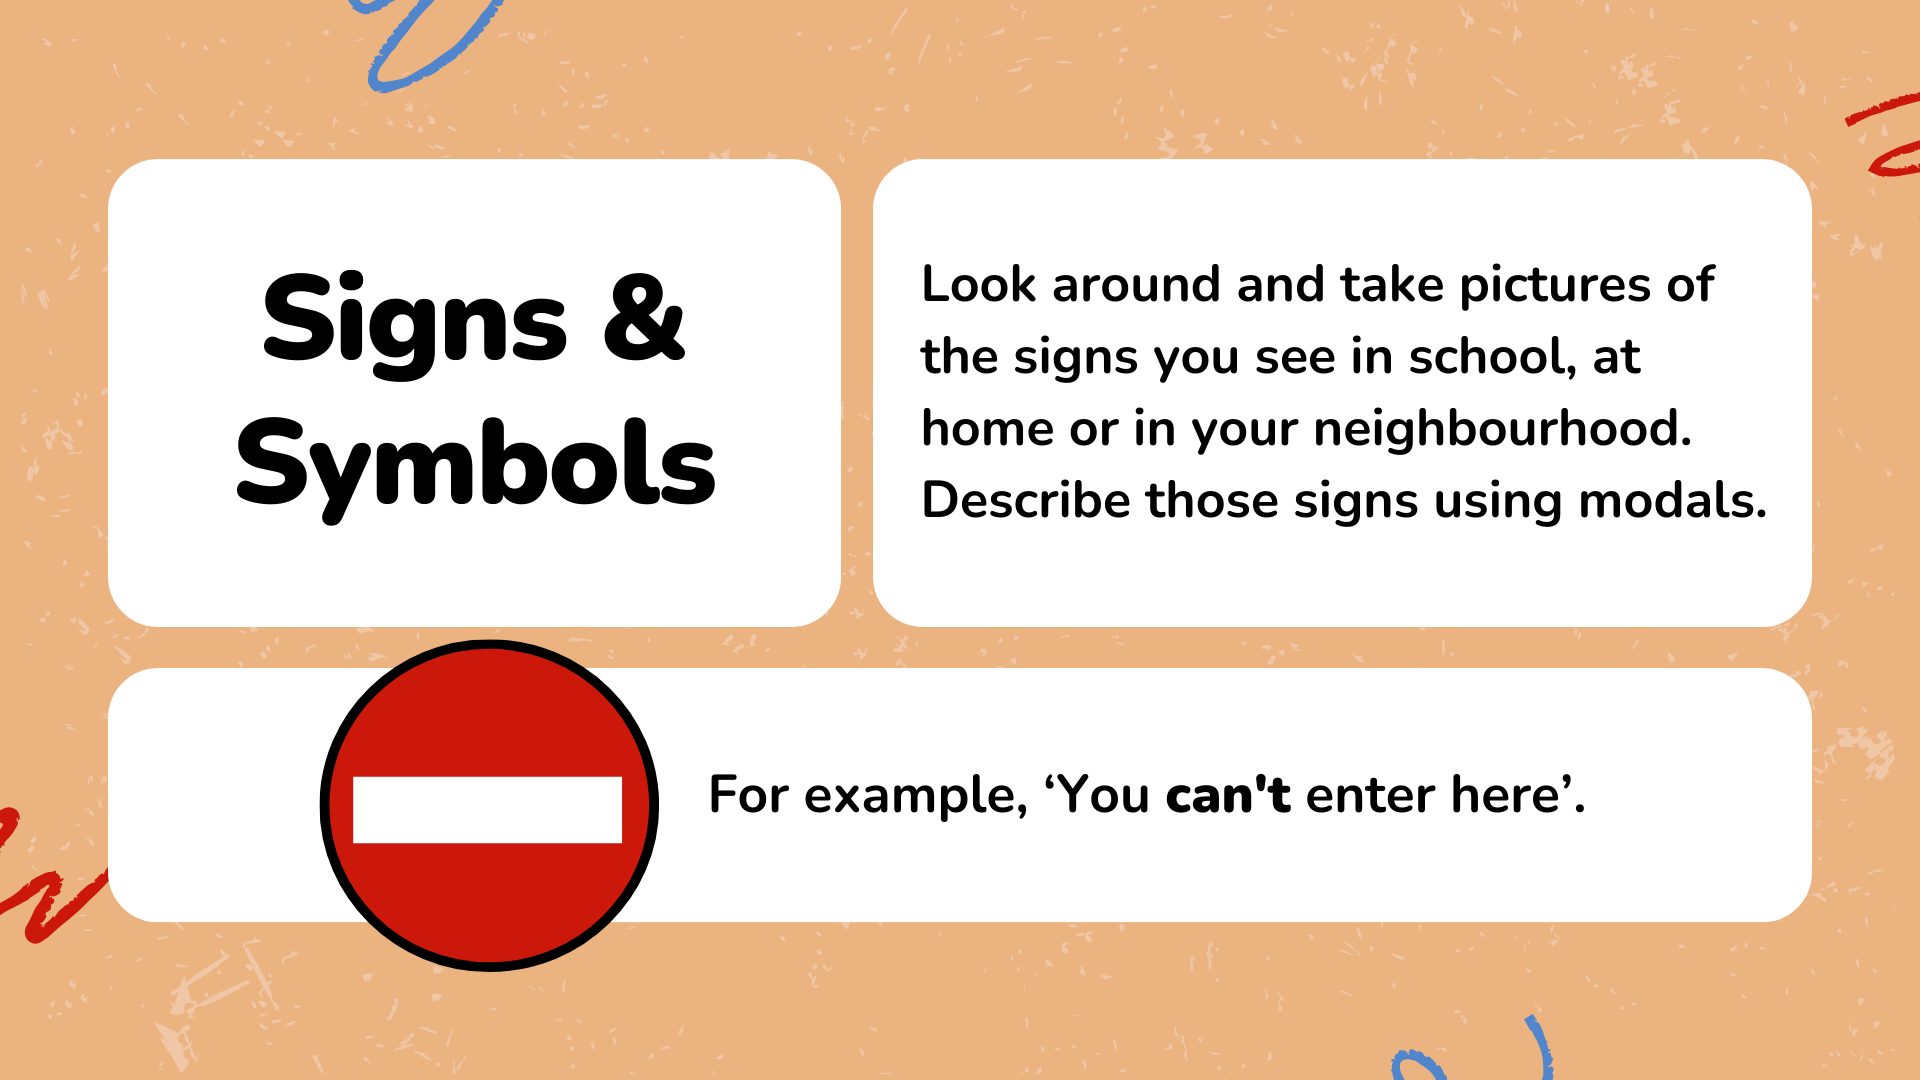 Signs &
Symbols
Look around and take pictures of
the signs you see in school, at
home or in your neighbourhood.
Describe those signs using modals.
For example, ‘You can't enter here’.